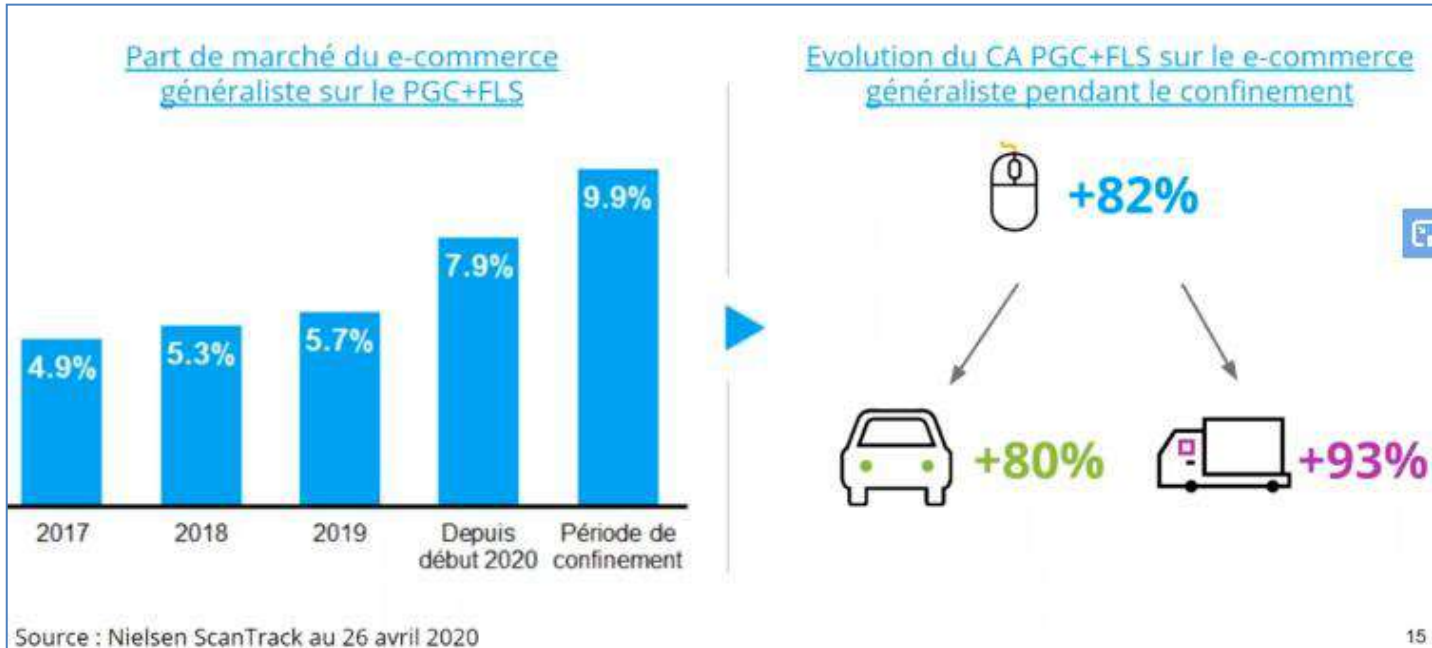 Part de marché du e-commerce
généraliste sur le PGC+FLS
4.9%
5.3%
5.7%
7.9%
9.9%
2017
2018
2019
Depuis
début 2020
Période de
confinement
Evolution du CA PGC+FLS sur le e-commerce
généraliste pendant le confinement
+82%
+80%
+93%
Source : Nielsen ScanTrack au 26 avril 2020
15